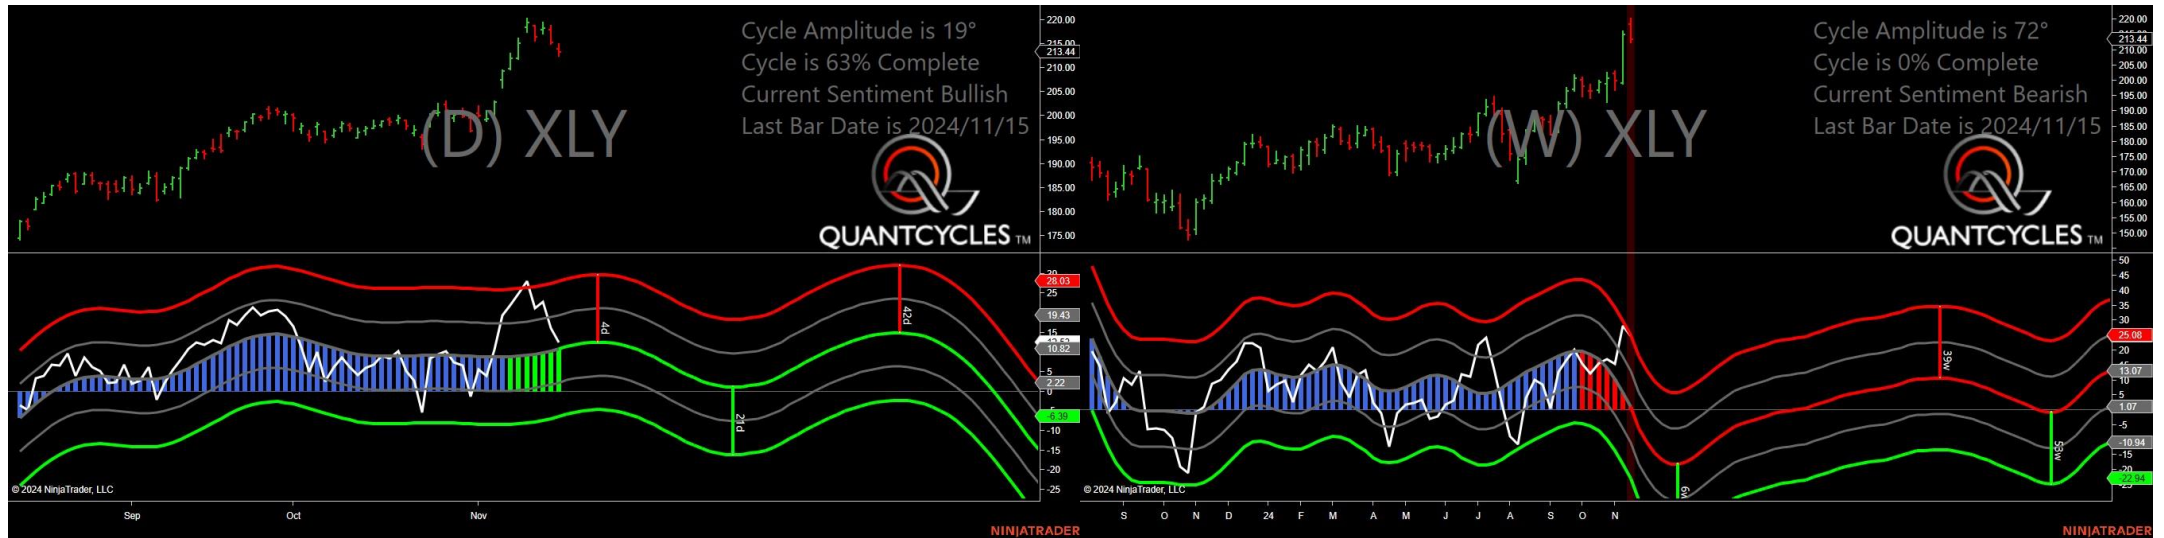 Cycle Amplitude is 19°
Cycle is 63% Complete
Current Sentiment Bullish
Last Bar Date is 2024/11/15
(D) XLY
QUANTCYCLES TM
220.00
215.00
213.44
210.00
205.00
200.00
195.00
190.00
185.00
180.00
175.00
30
28.03
25
19.43
15
10.82
5
2.22
0
-6.39
-10
-15
-20
-25
4d
21d
42d
© 2024 NinjaTrader, LLC
Sep Oct Nov
NINJATRADER
Cycle Amplitude is 72°
Cycle is 0% Complete
Current Sentiment Bearish
Last Bar Date is 2024/11/15
(W) XLY
QUANTCYCLES TM
220.00
213.44
210.00
205.00
200.00
195.00
190.00
185.00
180.00
175.00
170.00
165.00
160.00
155.00
150.00
50
45
40
35
30
25.08
20
13.07
10
5
1.07
-5
-10.94
-15
-20
-22.94
39w
53w
© 2024 NinjaTrader, LLC
S O N D 24 F M A M J J A S O N
NINJATRADER